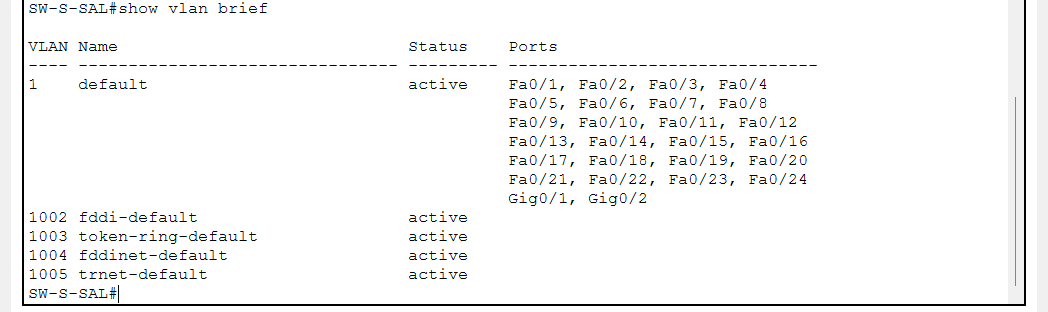 SW-S-SAL#show vlan brief
VLAN Name                             Status    Ports
---- -------------------------------- --------- -------------------------------
1    default                          active    Fa0/1, Fa0/2, Fa0/3, Fa0/4
                                                Fa0/5, Fa0/6, Fa0/7, Fa0/8
                                                Fa0/9, Fa0/10, Fa0/11, Fa0/12
                                                Fa0/13, Fa0/14, Fa0/15, Fa0/16
                                                Fa0/17, Fa0/18, Fa0/19, Fa0/20
                                                Fa0/21, Fa0/22, Fa0/23, Fa0/24
                                                Gig0/1, Gig0/2
1002 fddi-default                     active
1003 token-ring-default               active
1004 fddinet-default                  active
1005 trnet-default                    active
SW-S-SAL#